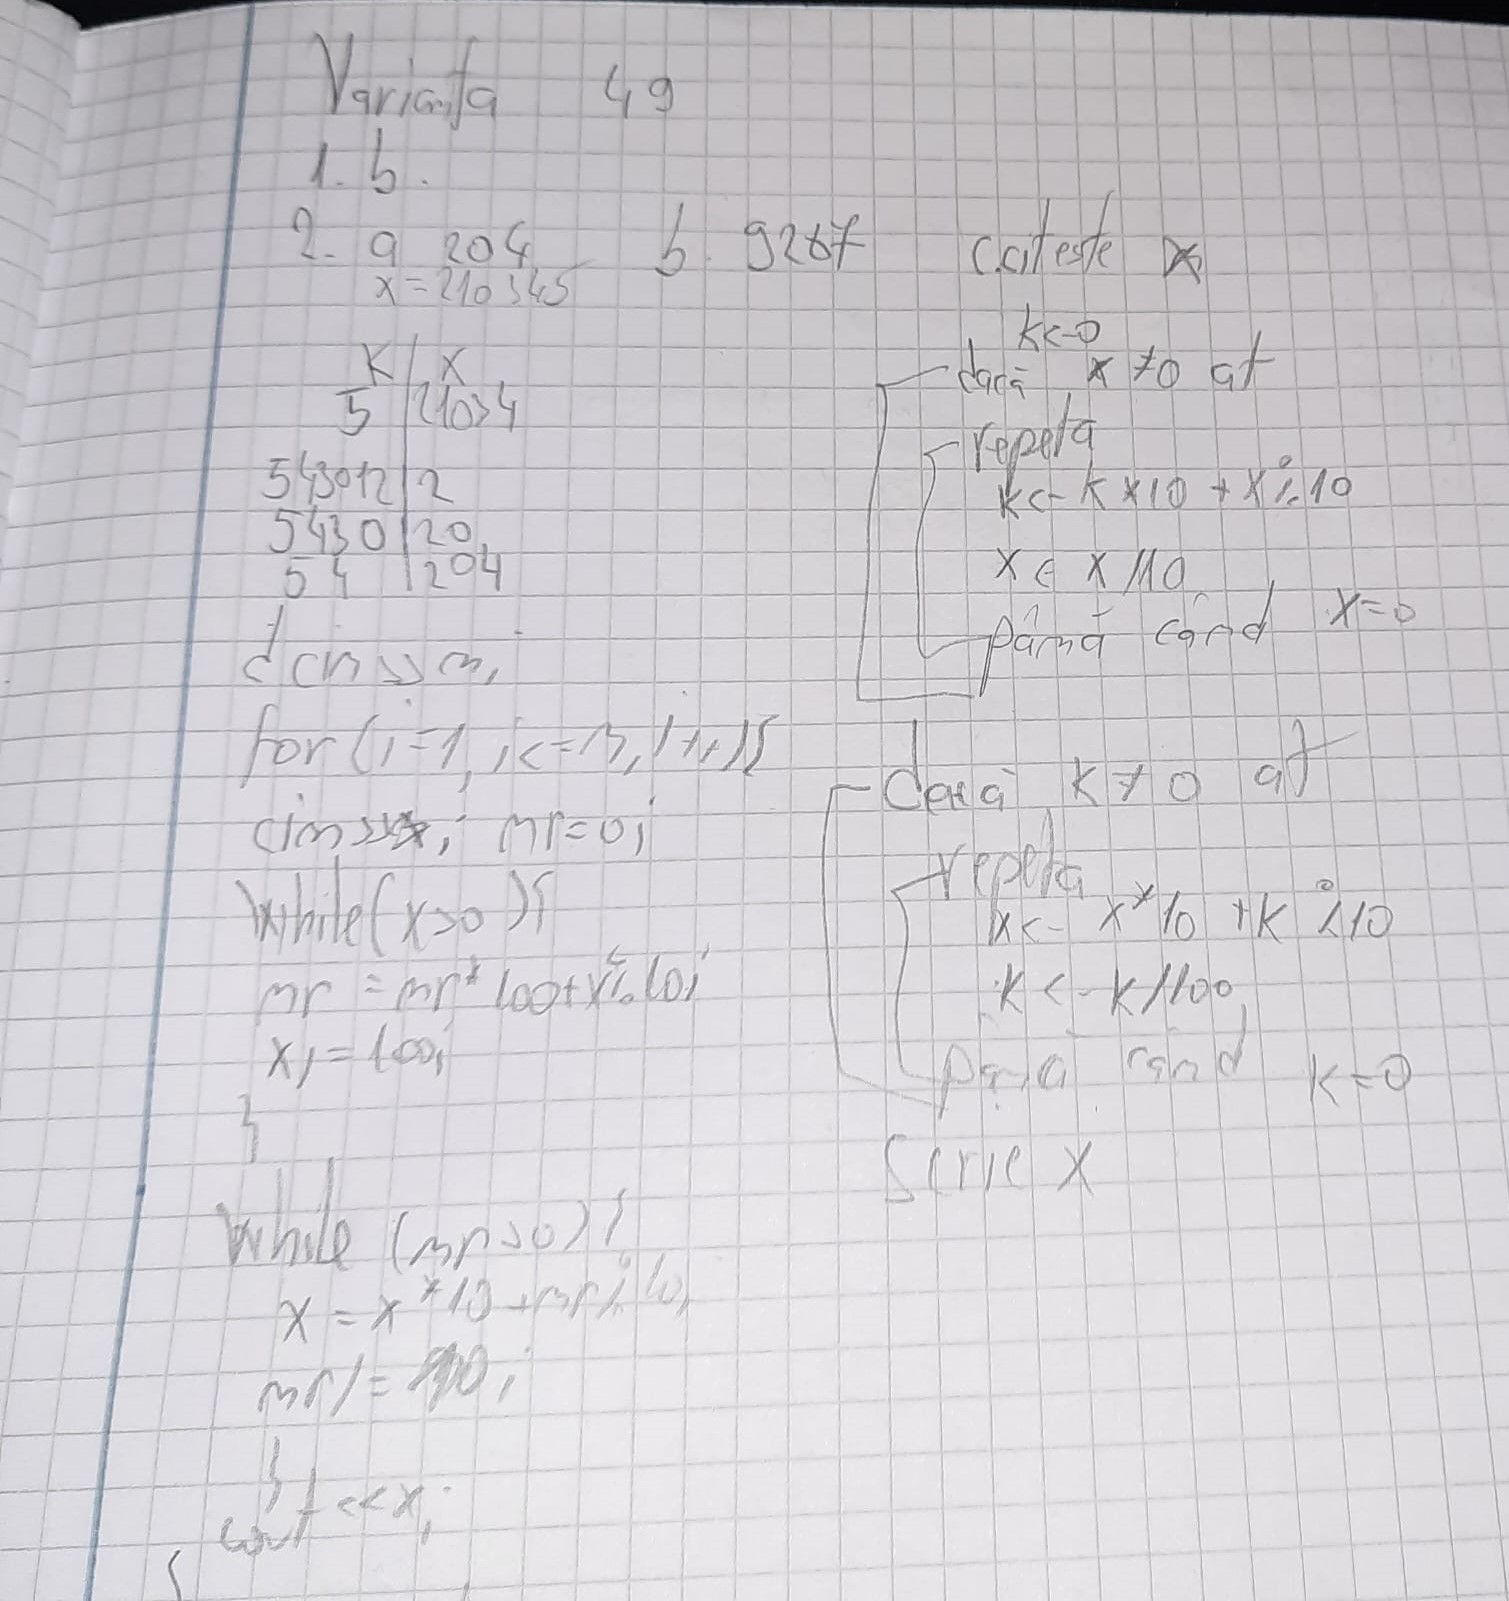 Varianta 49
1. b.
2. a 204 b. 9267
x=210345
K | x
5 | 21034
543012 | 2
5430 | 20
54 | 204
d cin>>n;
for (i=1; i<=n; i++){
cin>>x; nr=0;
while(x>0){
nr = nr*100+x%10;
x/=100;
}
while (nr>0){
x = x*10+nr%10;
nr/=10;
}
cout<<x;
}
citeste x
k<-0
dacă x≠0 at
repetă
k<- k*10 + x%10
x<- x/10
până când x=0
dacă k≠0 at
repetă
x<- x*10 +k%10
k<-k/100
până când k=0
Scrie x